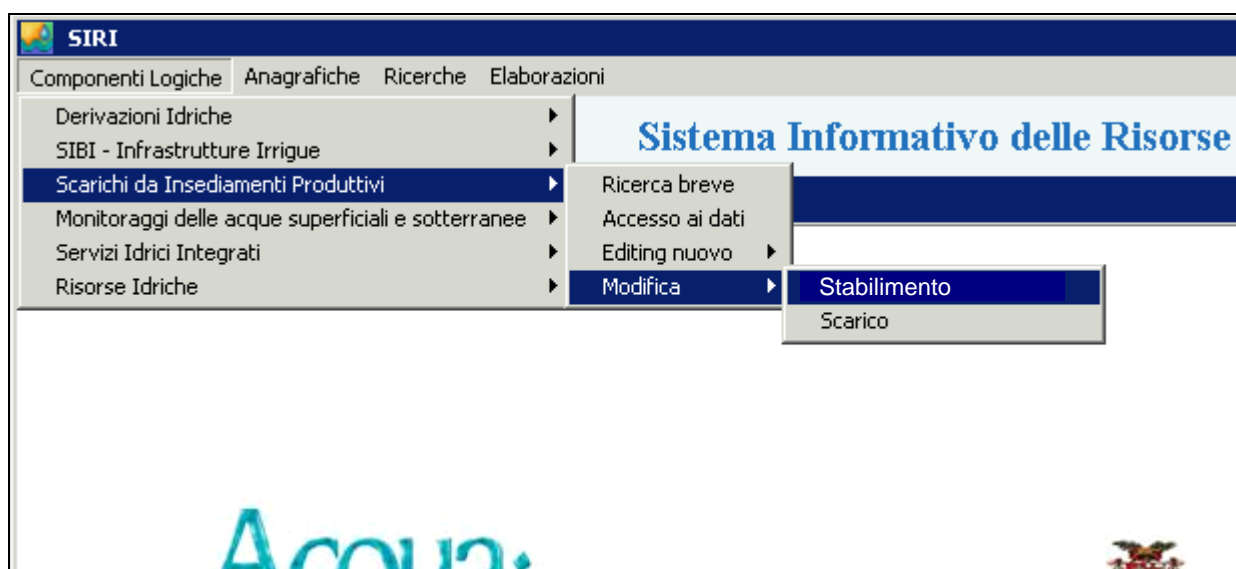 SIRI
Componenti Logiche Anagrafiche Ricerche Elaborazioni
Sistema Informativo delle Risorse
Derivazioni Idriche
SIBI - Infrastrutture Irrigue
Scarichi da Insediamenti Produttivi
Monitoraggi delle acque superficiali e sotterranee
Servizi Idrici Integrati
Risorse Idriche
Ricerca breve
Accesso ai dati
Editing nuovo
Modifica
Stabilimento
Scarico
Acqua: